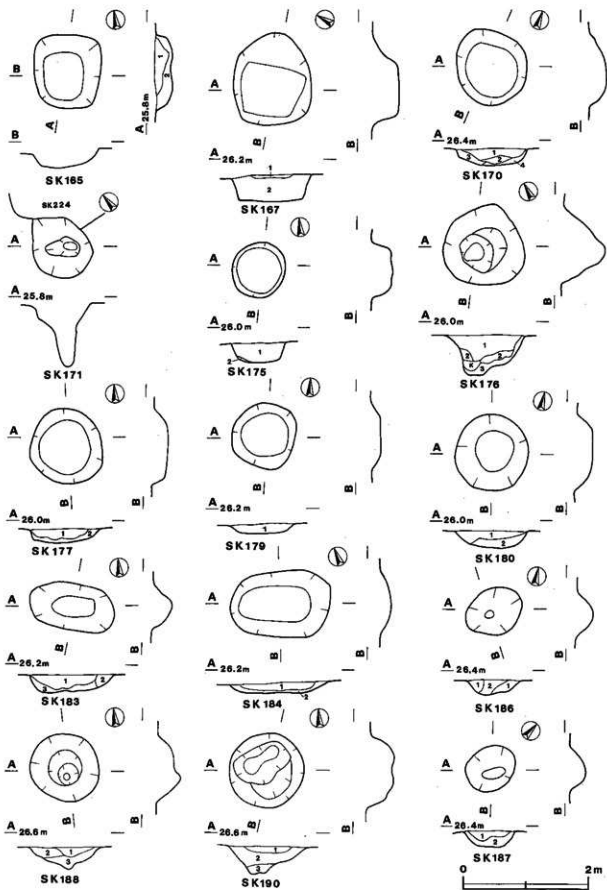 B
A
B
A 25.8m
1
2
SK165
A
B
B
A 26.2m
1
2
SK167
A
B
B
A 26.4m
1
2
3
4
SK170
SK224
A
A 25.8m
SK171
A
B
B
A 26.0m
1
2
SK175
A
B
B
A 26.0m
1
2
2
K
3
SK176
A
B
B
A 26.0m
1
2
SK177
A
B
B
A 26.2m
1
SK179
A
B
B
A 26.0m
1
2
SK180
A
B
B
A 26.2m
1
2
3
SK183
A
B
B
A 26.2m
1
2
SK184
A
B
B
A 26.4m
1
2
1
SK186
A
B
B
A 26.6m
2
1
3
SK188
A
B
B
A 26.6m
1
2
3
SK190
A
B
B
A 26.4m
1
2
SK187
0
2m